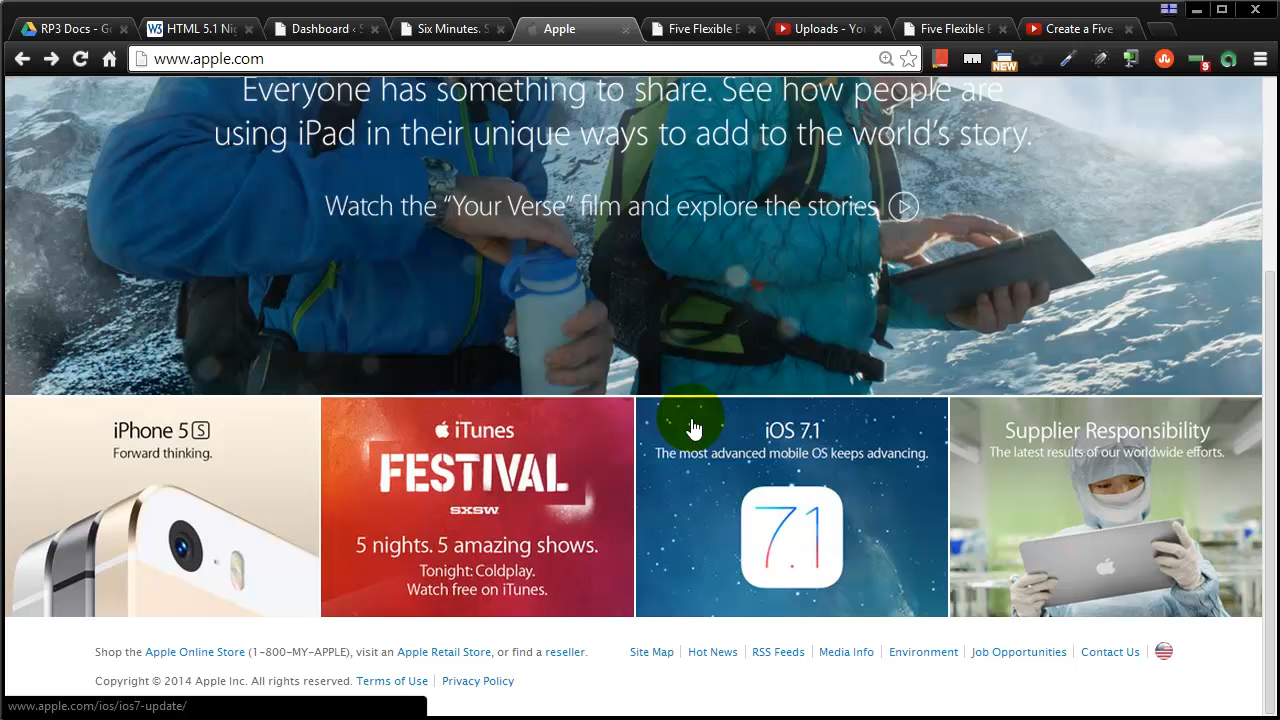 RP3 Docs - Go
HTML 5.1 Nig
Dashboard ‹ S
Six Minutes. S
Apple
Five Flexible E
Uploads - You
Five Flexible E
Create a Five
www.apple.com
NEW
9
Everyone has something to share. See how people are
using iPad in their unique ways to add to the world's story.
Watch the “Your Verse” film and explore the stories
iPhone 5S
Forward thinking.
iTunes
FESTIVAL
SXSW
5 nights. 5 amazing shows.
Tonight: Coldplay.
Watch free on iTunes.
iOS 7.1
The most advanced mobile OS keeps advancing.
7.1
Supplier Responsibility
The latest results of our worldwide efforts.
Shop the Apple Online Store (1-800-MY-APPLE), visit an Apple Retail Store, or find a reseller.
Site Map | Hot News | RSS Feeds | Media Info | Environment | Job Opportunities | Contact Us
Copyright © 2014 Apple Inc. All rights reserved. Terms of Use | Privacy Policy
www.apple.com/ios/ios7-update/